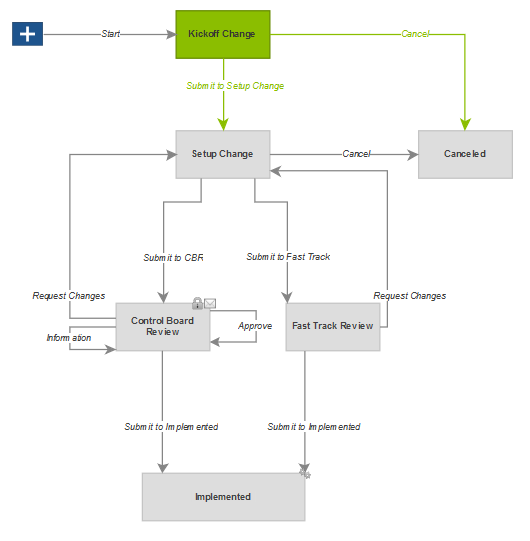 Start
Kickoff Change
Cancel
Submit to Setup Change
Setup Change
Cancel
Canceled
Submit to CBR
Submit to Fast Track
Request Changes
Request Changes
Control Board
Review
Approve
Fast Track Review
Information
Submit to Implemented
Submit to Implemented
Implemented